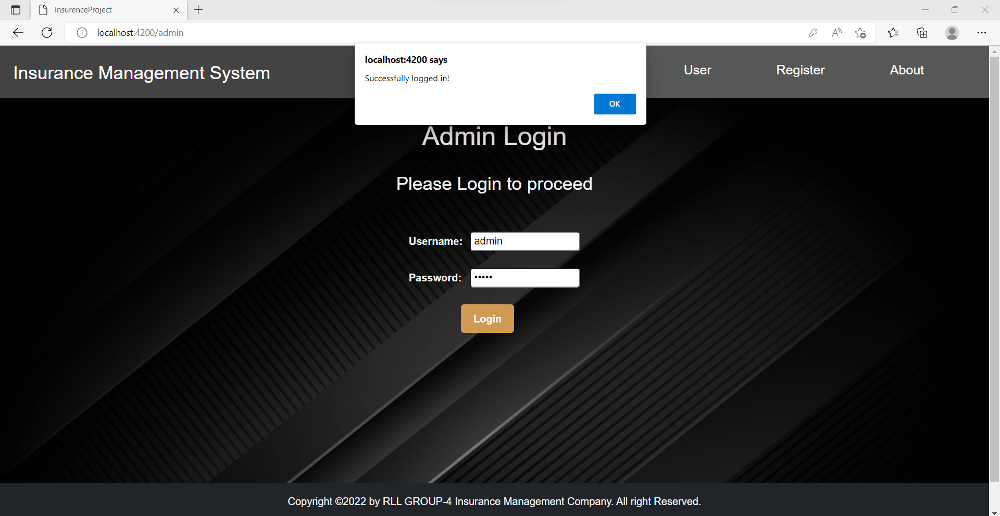 InsurenceProject
localhost:4200/admin
localhost:4200 says
Successfully logged in!
OK
Insurance Management System
User
Register
About
Admin Login
Please Login to proceed
Username: admin
Password: •••••
Login
Copyright ©2022 by RLL GROUP-4 Insurance Management Company. All right Reserved.